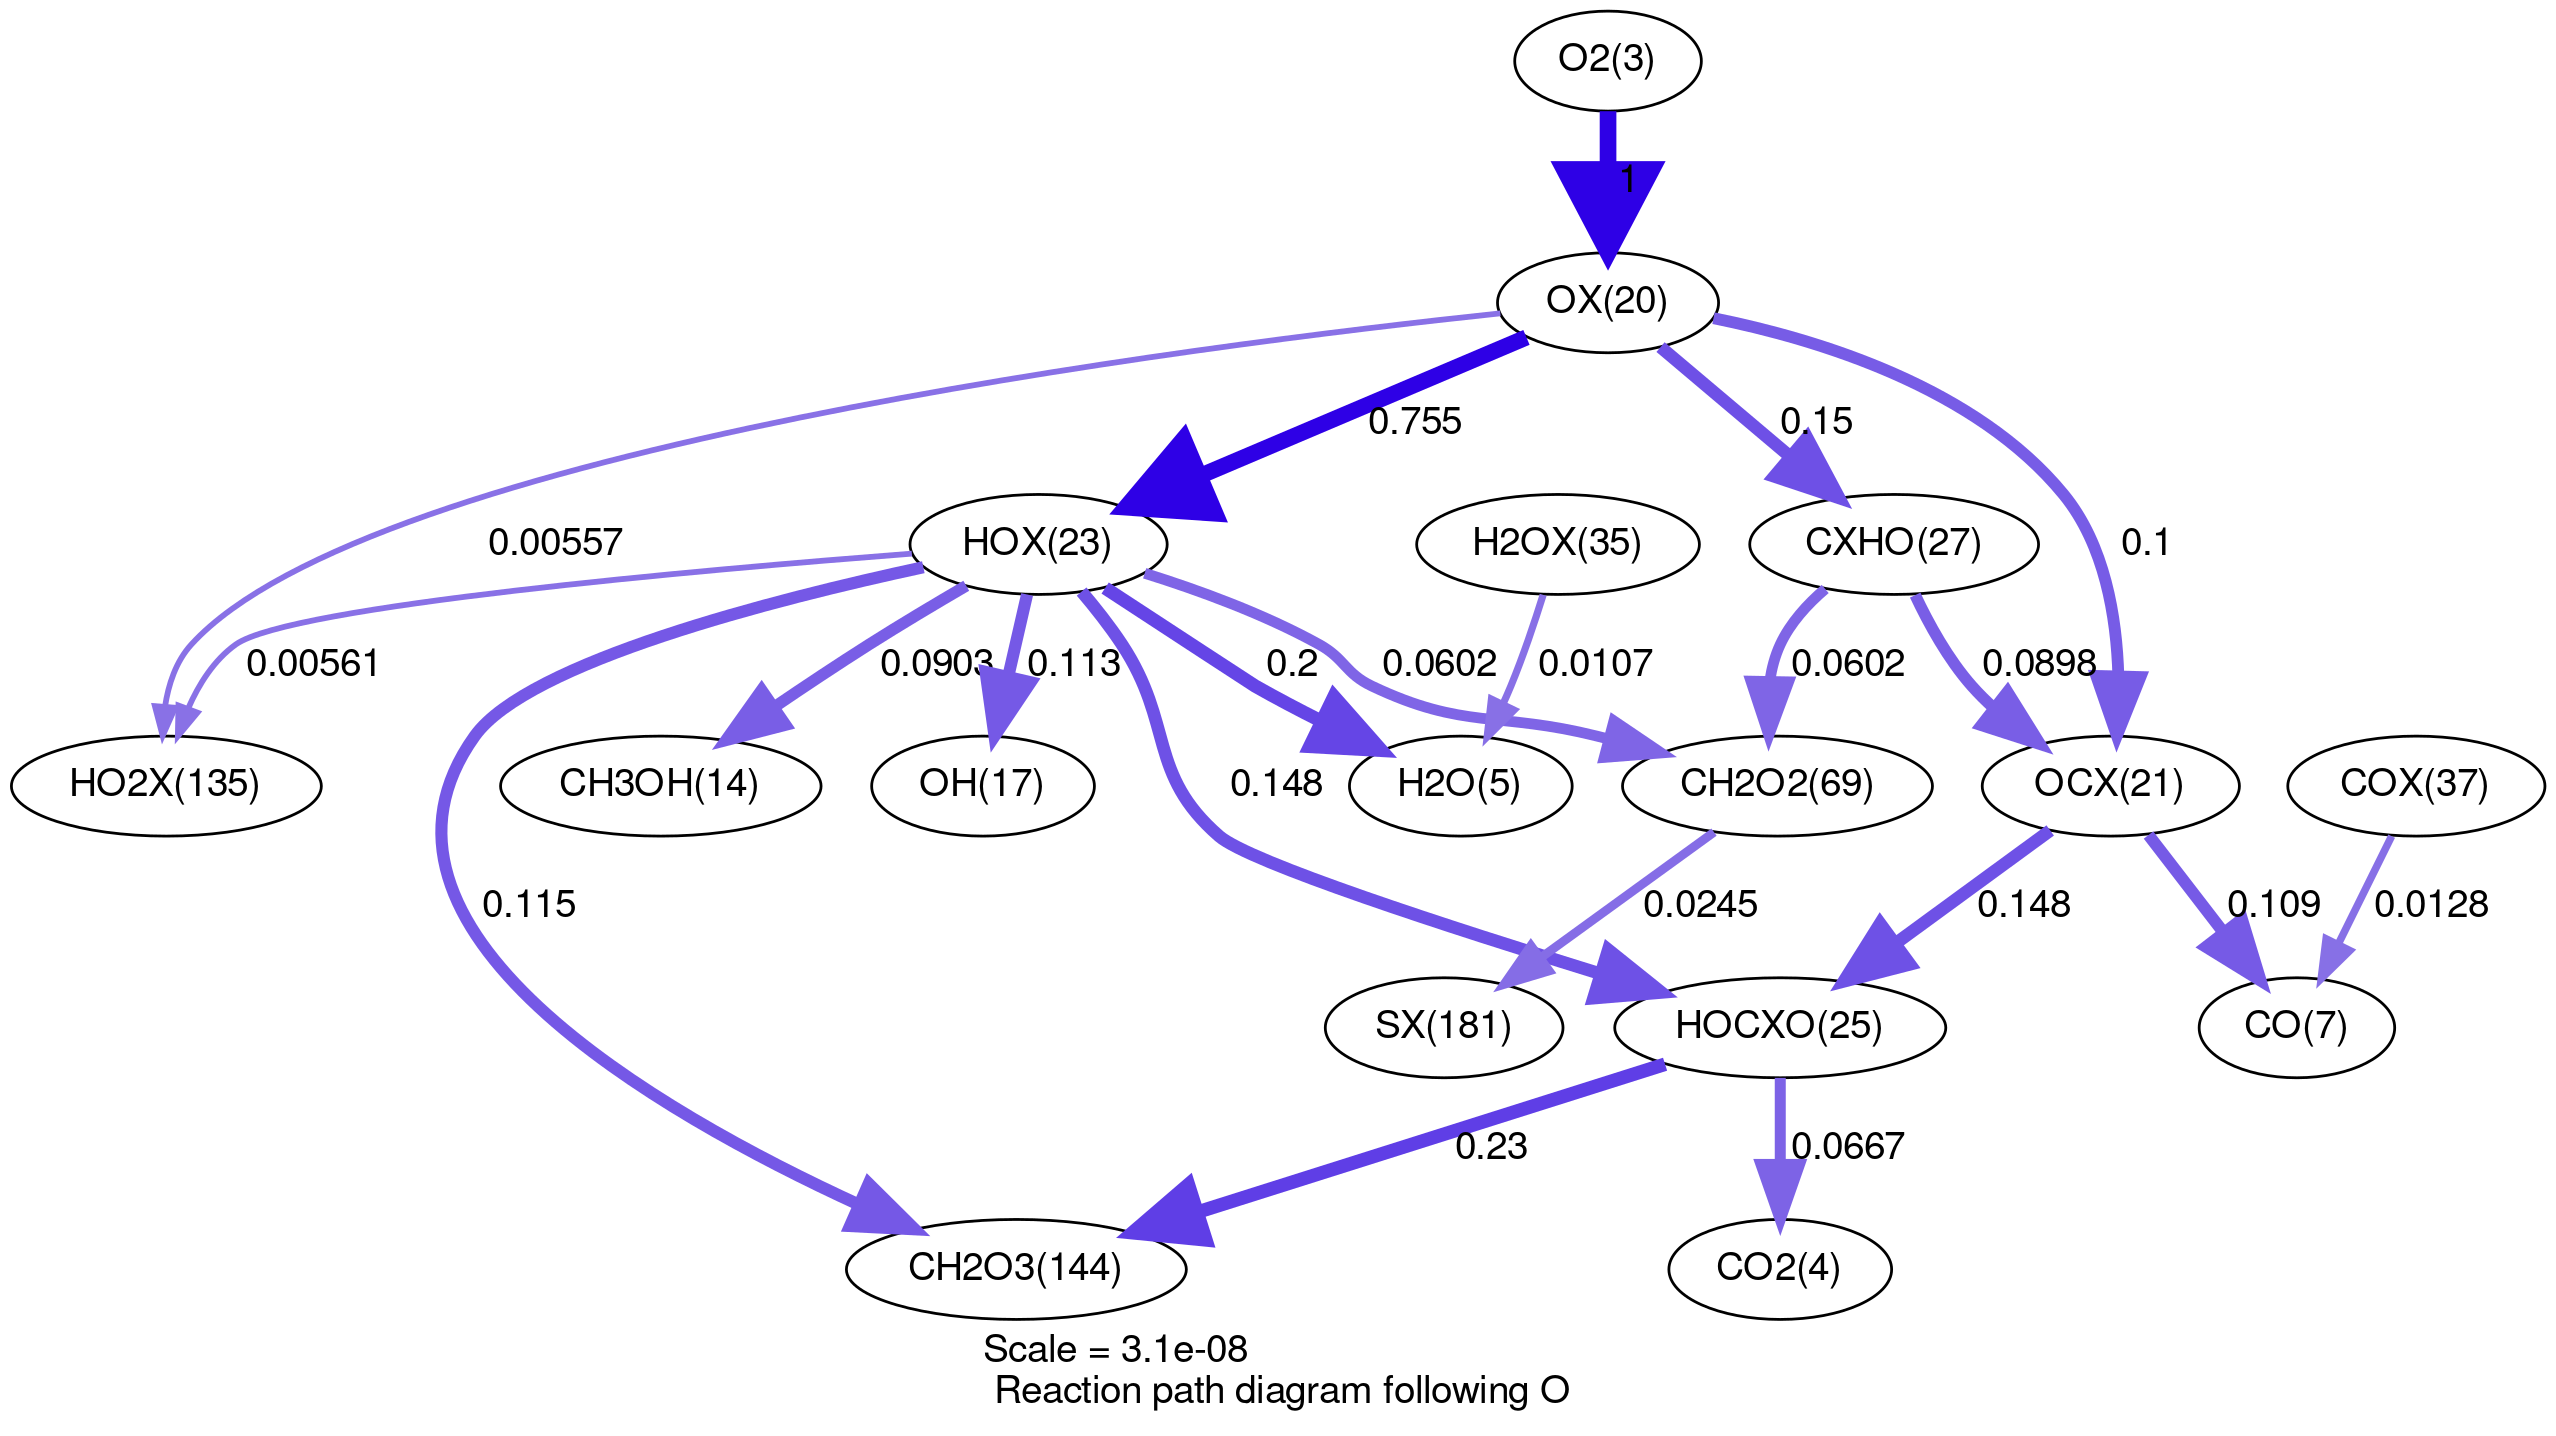 O2(3)
1
OX(20)
0.755
0.15
HOX(23)
H2OX(35)
CXHO(27)
0.00557
0.1
0.00561
0.0903
0.113
0.2
0.0602
0.0107
0.0602
0.0898
HO2X(135)
CH3OH(14)
OH(17)
0.148
H2O(5)
CH2O2(69)
OCX(21)
COX(37)
0.115
0.0245
0.148
0.109
0.0128
SX(181)
HOCXO(25)
CO(7)
0.23
0.0667
CH2O3(144)
CO2(4)
Scale = 3.1e-08
Reaction path diagram following O